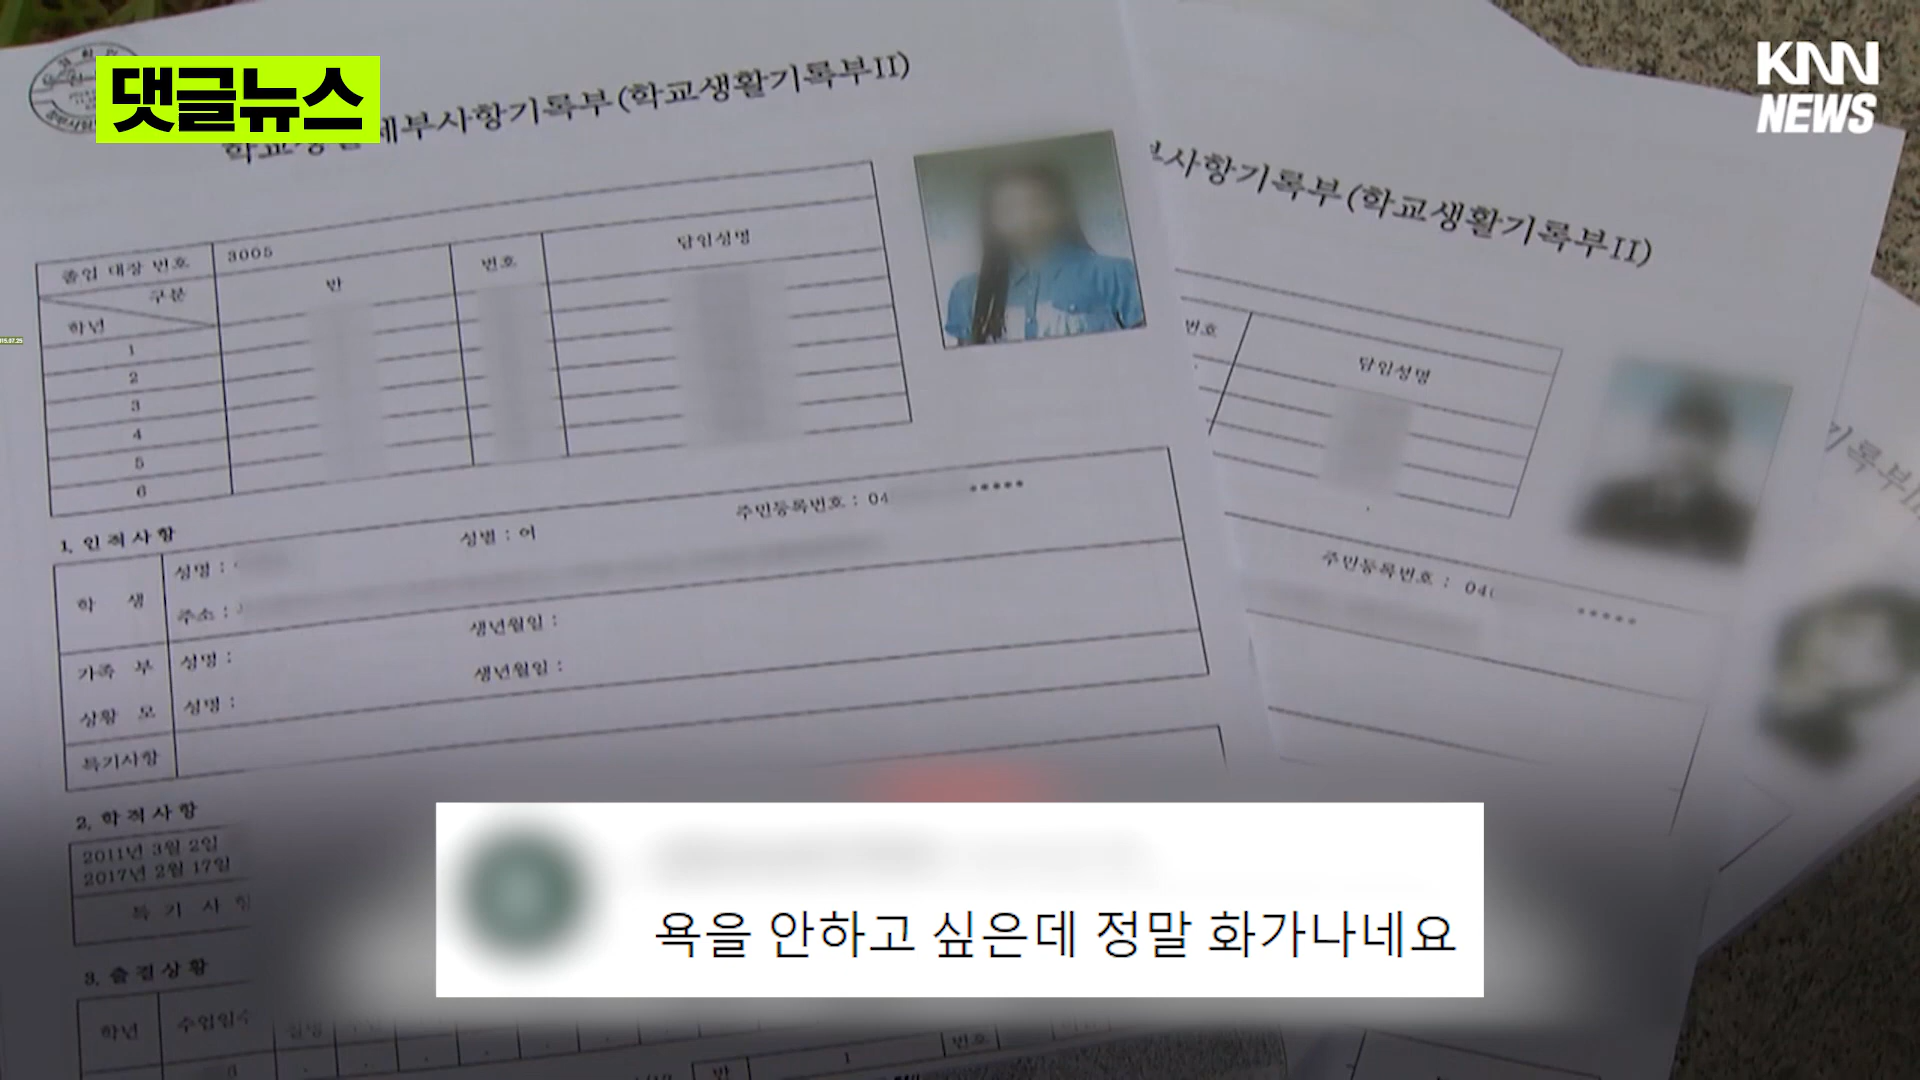 댓글뉴스
KNN
NEWS
세부사항기록부(학교생활기록부II)
부사항기록부(학교생활기록부II)
졸업 대장 번호
3005
구분
학년
반
번호
담임성명
1
2
3
4
5
6
번호
담임성명
1. 인적사항
학 생
성명 :
성별 : 여
주민등록번호 : 04 *****
주소 :
가족 부
성명 :
생년월일 :
상황 모
성명 :
생년월일 :
특기사항
주민등록번호 : 04 *****
2. 학적사항
2011년 3월 2일
2017년 2월 17일
특 기 사 항
3. 출결상황
학년
수업일수
반
1
번호
욕을 안하고 싶은데 정말 화가나네요